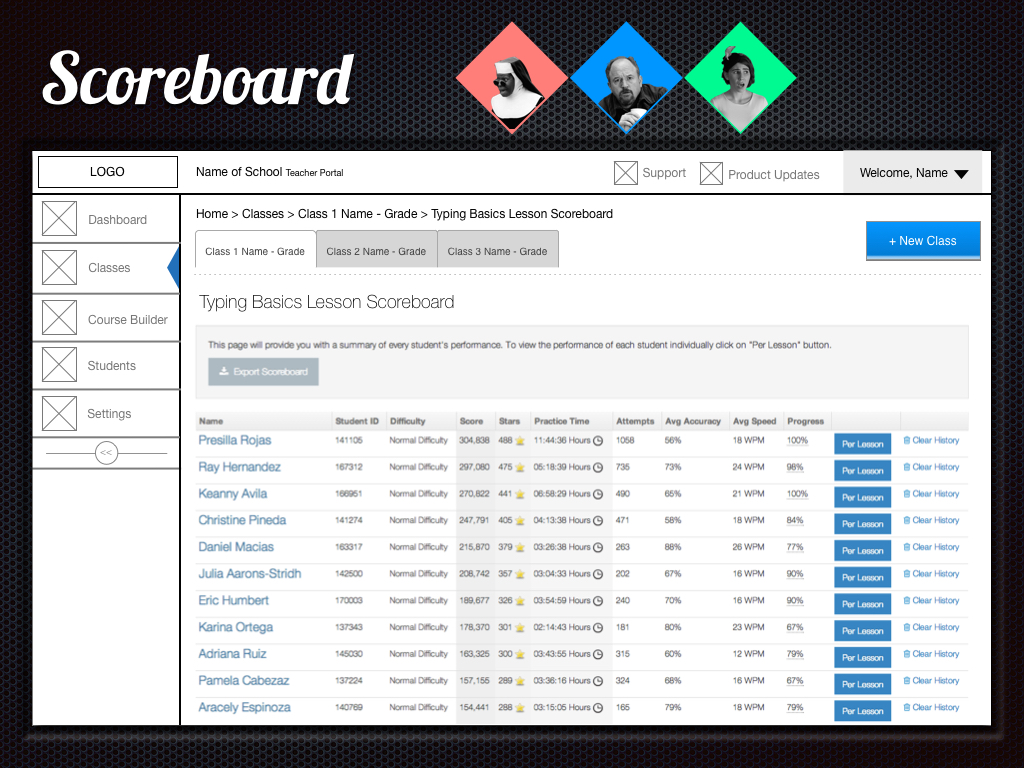 Scoreboard
LOGO
Name of School Teacher Portal
Support
Product Updates
Welcome, Name
Dashboard
Classes
Course Builder
Students
Settings
<<
Home > Classes > Class 1 Name - Grade > Typing Basics Lesson Scoreboard
Class 1 Name - Grade
Class 2 Name - Grade
Class 3 Name - Grade
+ New Class
Typing Basics Lesson Scoreboard
This page will provide you with a summary of every student's performance. To view the performance of each student individually click on "Per Lesson" button.
Export Scoreboard
Name Student ID Difficulty Score Stars Practice Time Attempts Avg Accuracy Avg Speed Progress
Presilla Rojas 141105 Normal Difficulty 304,838 488 11:44:36 Hours 1058 56% 18 WPM 100% Per Lesson Clear History
Ray Hernandez 167312 Normal Difficulty 297,080 475 05:18:39 Hours 735 73% 24 WPM 98% Per Lesson Clear History
Keanny Avila 166951 Normal Difficulty 270,822 441 06:58:29 Hours 490 65% 21 WPM 100% Per Lesson Clear History
Christine Pineda 141274 Normal Difficulty 247,791 405 04:13:38 Hours 471 58% 18 WPM 84% Per Lesson Clear History
Daniel Macias 163317 Normal Difficulty 215,870 379 03:26:38 Hours 263 88% 26 WPM 77% Per Lesson Clear History
Julia Aarons-Stridh 142500 Normal Difficulty 208,742 357 03:04:33 Hours 202 67% 16 WPM 90% Per Lesson Clear History
Eric Humbert 170003 Normal Difficulty 189,677 326 03:54:59 Hours 240 70% 16 WPM 90% Per Lesson Clear History
Karina Ortega 137343 Normal Difficulty 178,370 301 02:14:43 Hours 181 80% 23 WPM 67% Per Lesson Clear History
Adriana Ruiz 145030 Normal Difficulty 163,325 300 03:43:55 Hours 315 60% 12 WPM 79% Per Lesson Clear History
Pamela Cabezaz 137224 Normal Difficulty 157,155 289 03:36:16 Hours 324 68% 16 WPM 67% Per Lesson Clear History
Aracely Espinoza 140769 Normal Difficulty 154,441 288 03:15:05 Hours 165 79% 18 WPM 79% Per Lesson Clear History